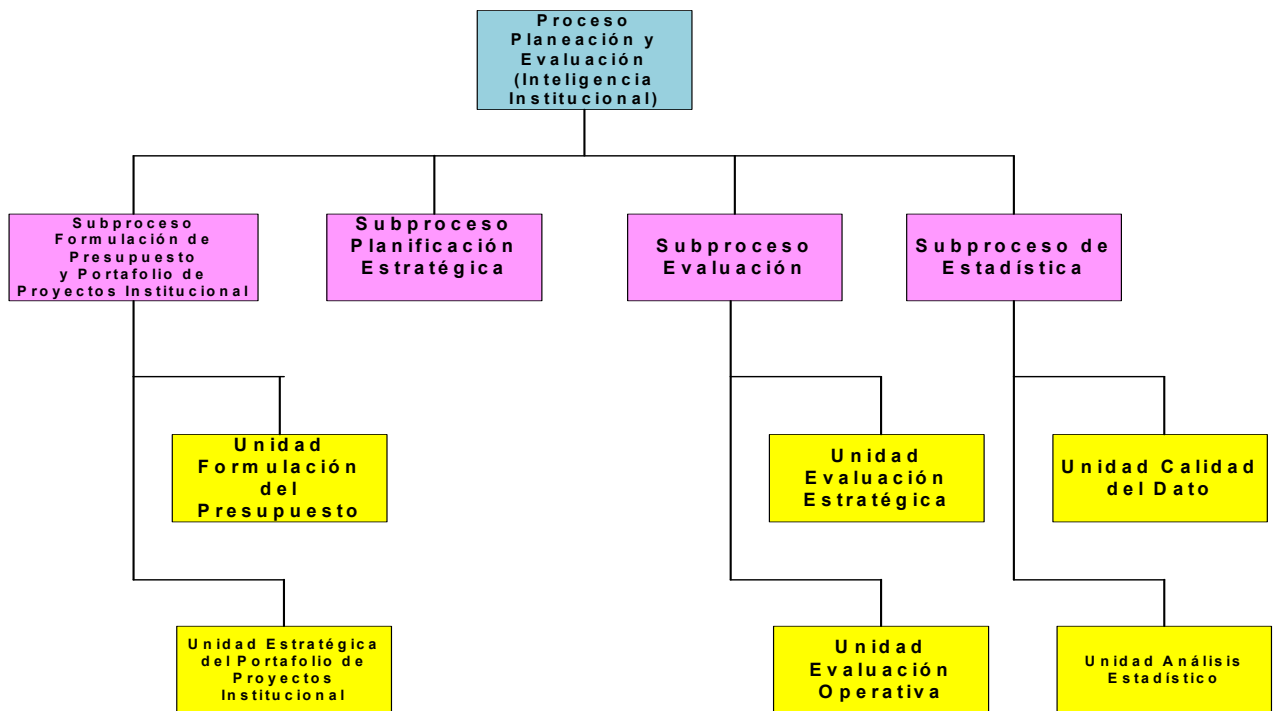 Proceso
Planeación y
Evaluación
(Inteligencia
Institucional)
Subproceso
Formulación de
Presupuesto
y Portafolio de
Proyectos Institucional
Subproceso
Planificación
Estratégica
Subproceso
Evaluación
Subproceso de
Estadística
Unidad
Formulación
del
Presupuesto
Unidad
Evaluación
Estratégica
Unidad Calidad
del Dato
Unidad Estratégica
del Portafolio de
Proyectos
Institucional
Unidad
Evaluación
Operativa
Unidad Análisis
Estadístico